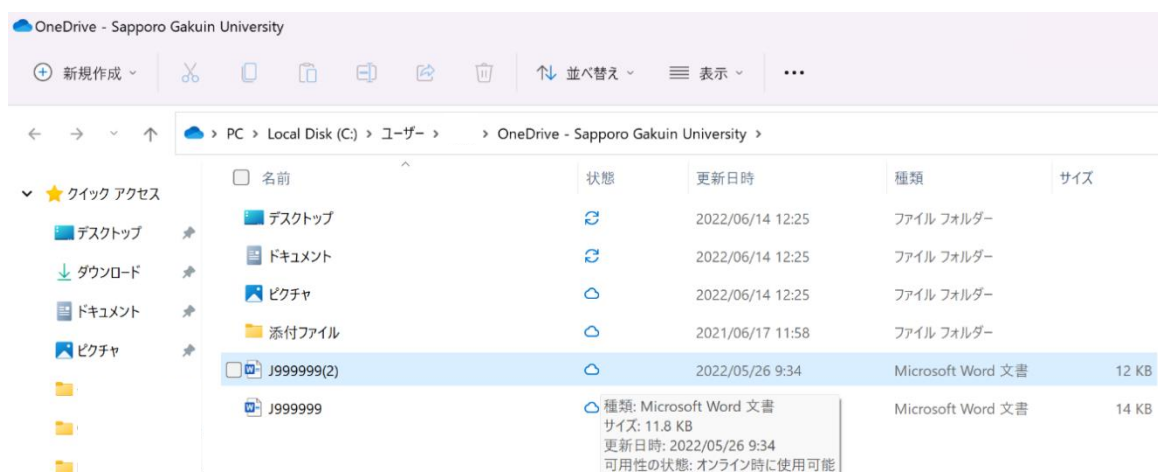 OneDrive - Sapporo Gakuin University
新規作成 並べ替え 表示
PC > Local Disk (C:) > ユーザー > > OneDrive - Sapporo Gakuin University >
名前 状態 更新日時 種類 サイズ
クイック アクセス
デスクトップ
ダウンロード
ドキュメント
ピクチャ
デスクトップ 2022/06/14 12:25 ファイル フォルダー
ドキュメント 2022/06/14 12:25 ファイル フォルダー
ピクチャ 2022/06/14 12:25 ファイル フォルダー
添付ファイル 2021/06/17 11:58 ファイル フォルダー
J999999(2) 2022/05/26 9:34 Microsoft Word 文書 12 KB
J999999 Microsoft Word 文書 14 KB
種類: Microsoft Word 文書
サイズ: 11.8 KB
更新日時: 2022/05/26 9:34
可用性の状態: オンライン時に使用可能